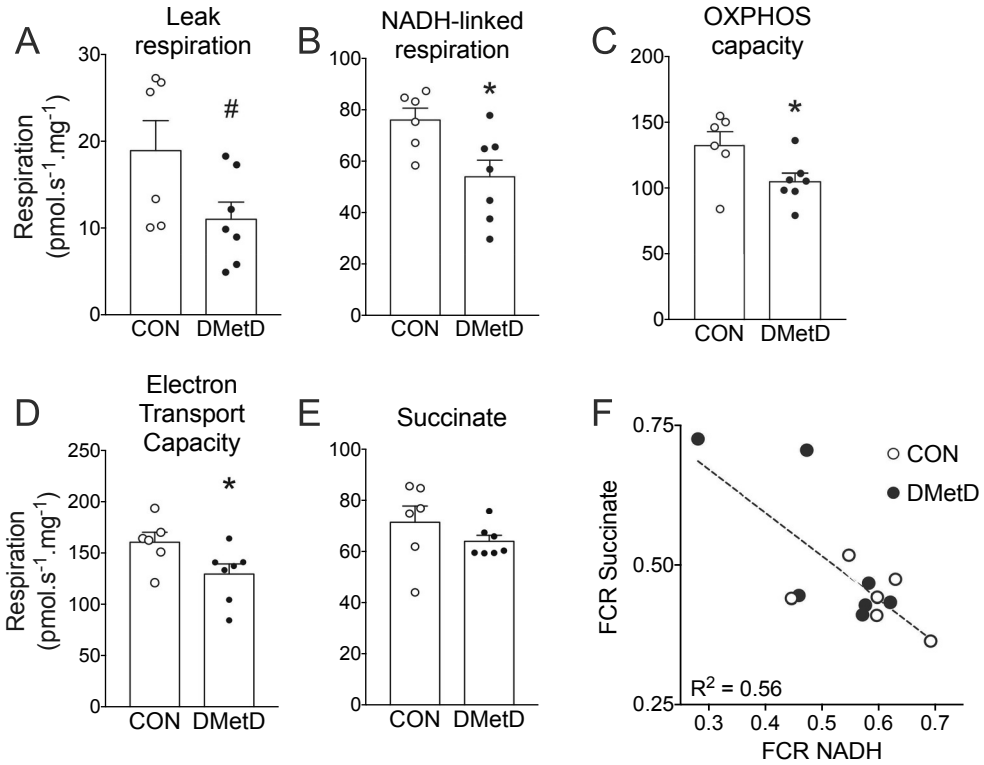 A
Leak
respiration
Respiration
(pmol.s⁻¹.mg⁻¹)
30
20
10
0
#
CON DMetD
B
NADH-linked
respiration
100
80
60
40
20
0
*
CON DMetD
C
OXPHOS
capacity
200
150
100
50
0
*
CON DMetD
D
Electron
Transport
Capacity
Respiration
(pmol.s⁻¹.mg⁻¹)
250
200
150
100
50
0
*
CON DMetD
E
Succinate
100
80
60
40
20
0
CON DMetD
F
FCR Succinate
0.75
0.50
0.25
CON
DMetD
R² = 0.56
0.3 0.4 0.5 0.6 0.7
FCR NADH